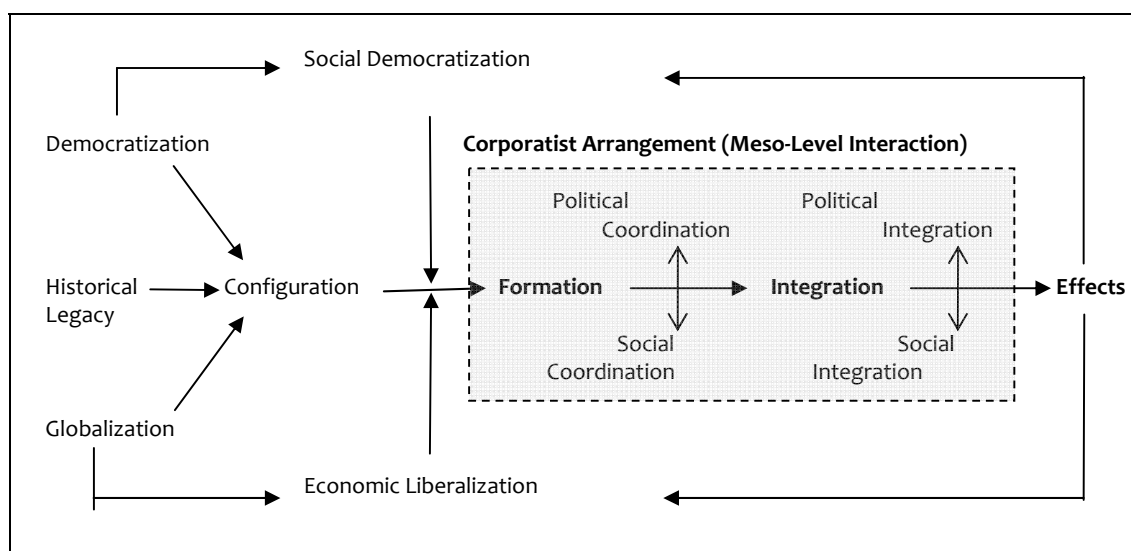 Social Democratization
Democratization
Corporatist Arrangement (Meso-Level Interaction)
Political
Coordination
Political
Integration
Historical
Legacy
Configuration
Formation
Integration
Effects
Social
Coordination
Social
Integration
Globalization
Economic Liberalization